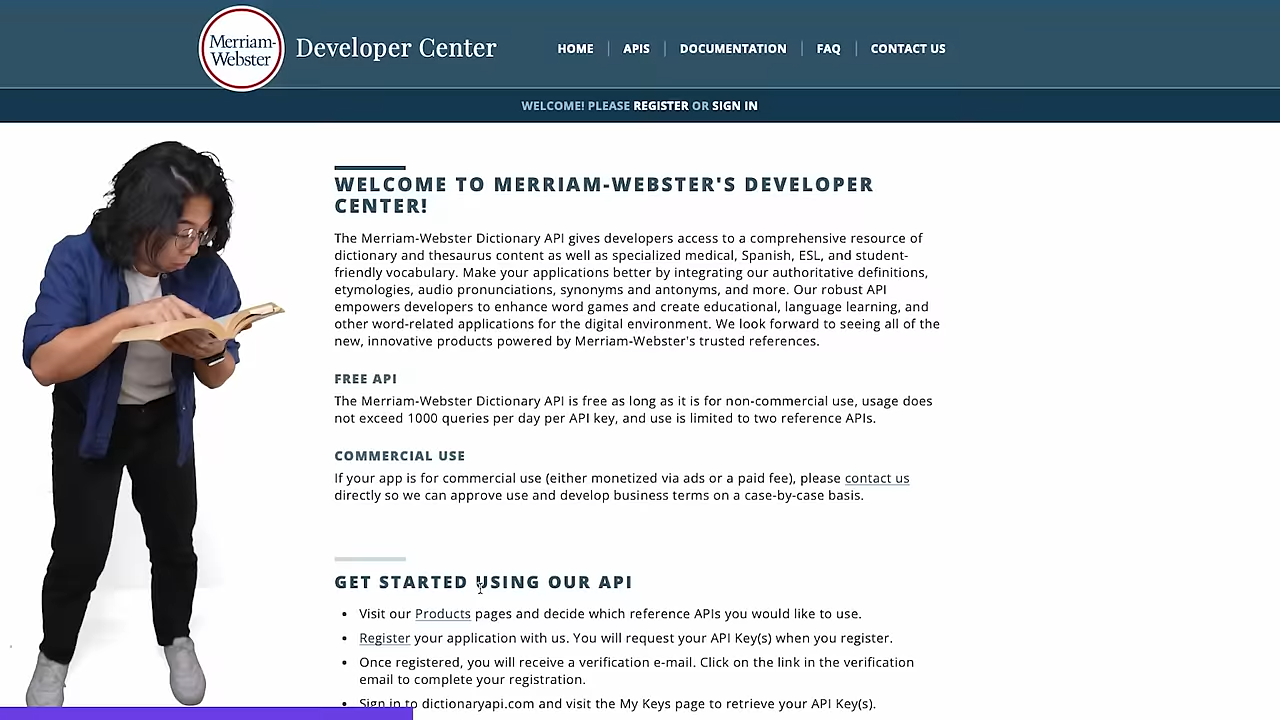 Merriam-
Webster
Developer Center
HOME
APIS
DOCUMENTATION
FAQ
CONTACT US
WELCOME! PLEASE REGISTER OR SIGN IN
WELCOME TO MERRIAM-WEBSTER'S DEVELOPER
CENTER!
The Merriam-Webster Dictionary API gives developers access to a comprehensive resource of
dictionary and thesaurus content as well as specialized medical, Spanish, ESL, and student-
friendly vocabulary. Make your applications better by integrating our authoritative definitions,
etymologies, audio pronunciations, synonyms and antonyms, and more. Our robust API
empowers developers to enhance word games and create educational, language learning, and
other word-related applications for the digital environment. We look forward to seeing all of the
new, innovative products powered by Merriam-Webster's trusted references.
FREE API
The Merriam-Webster Dictionary API is free as long as it is for non-commercial use, usage does
not exceed 1000 queries per day per API key, and use is limited to two reference APIs.
COMMERCIAL USE
If your app is for commercial use (either monetized via ads or a paid fee), please contact us
directly so we can approve use and develop business terms on a case-by-case basis.
GET STARTED USING OUR API
• Visit our Products pages and decide which reference APIs you would like to use.
• Register your application with us. You will request your API Key(s) when you register.
• Once registered, you will receive a verification e-mail. Click on the link in the verification
email to complete your registration.
• Sign in to dictionaryapi.com and visit the My Keys page to retrieve your API Key(s).